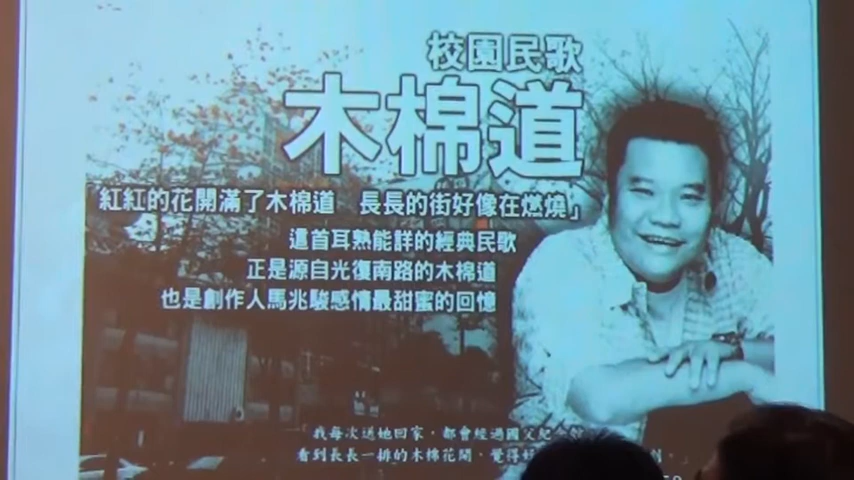 校園民歌
木棉道
「紅紅的花開滿了木棉道 長長的街好像在燃燒」
這首耳熟能詳的經典民歌
正是源自光復南路的木棉道
也是創作人馬兆駿感情最甜蜜的回憶
「我每次送她回家，都會經過國父紀
看到長長一排的木棉花開，覺得